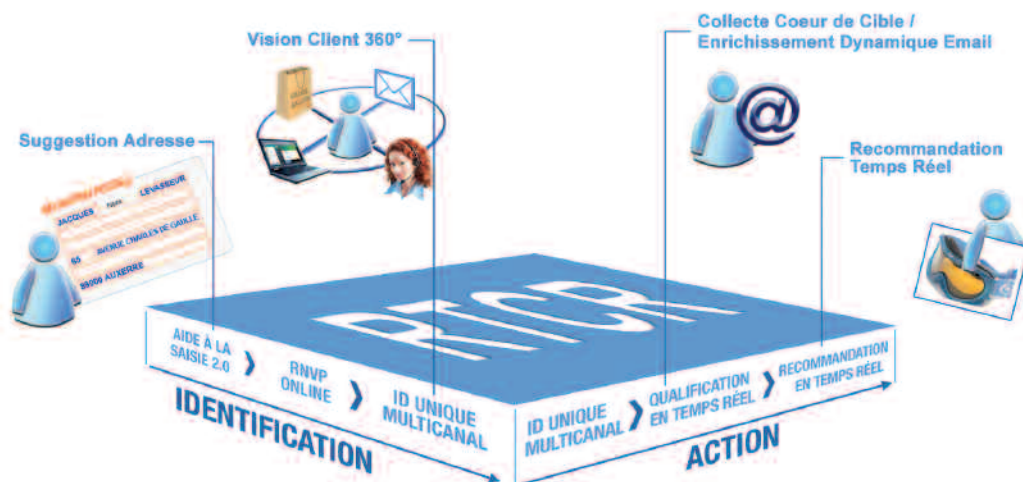 Collecte Coeur de Cible /
Enrichissement Dynamique Email
Vision Client 360°
Suggestion Adresse
Recommandation
Temps Réel
JACQUES
LEVASSEUR
AVENUE CHARLES DE GAULLE
AUXERRE
@
RTCR
AIDE À LA
SAISIE 2.0
RNVP
ONLINE
ID UNIQUE
MULTICANAL
IDENTIFICATION
ID UNIQUE
MULTICANAL
QUALIFICATION
EN TEMPS RÉEL
RECOMMANDATION
EN TEMPS RÉEL
ACTION